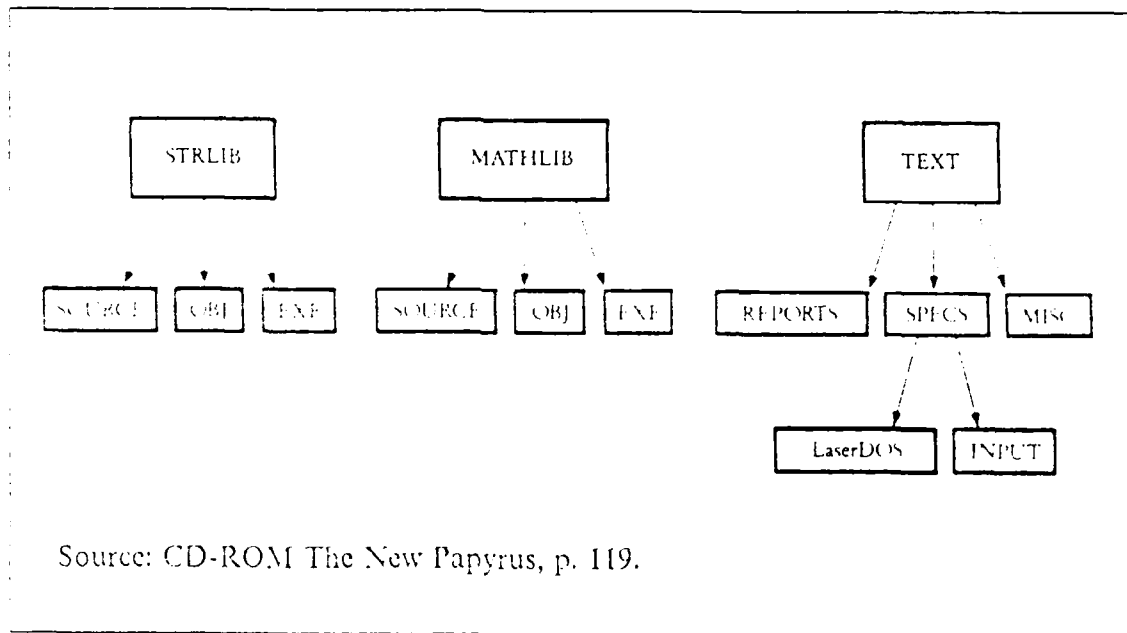 STRLIB MATHLIB TEXT
SOURCE OBJ EXE SOURCE OBJ EXE REPORTS SPECS MISC
LaserDOS INPUT
Source: CD-ROM The New Papyrus, p. 119.